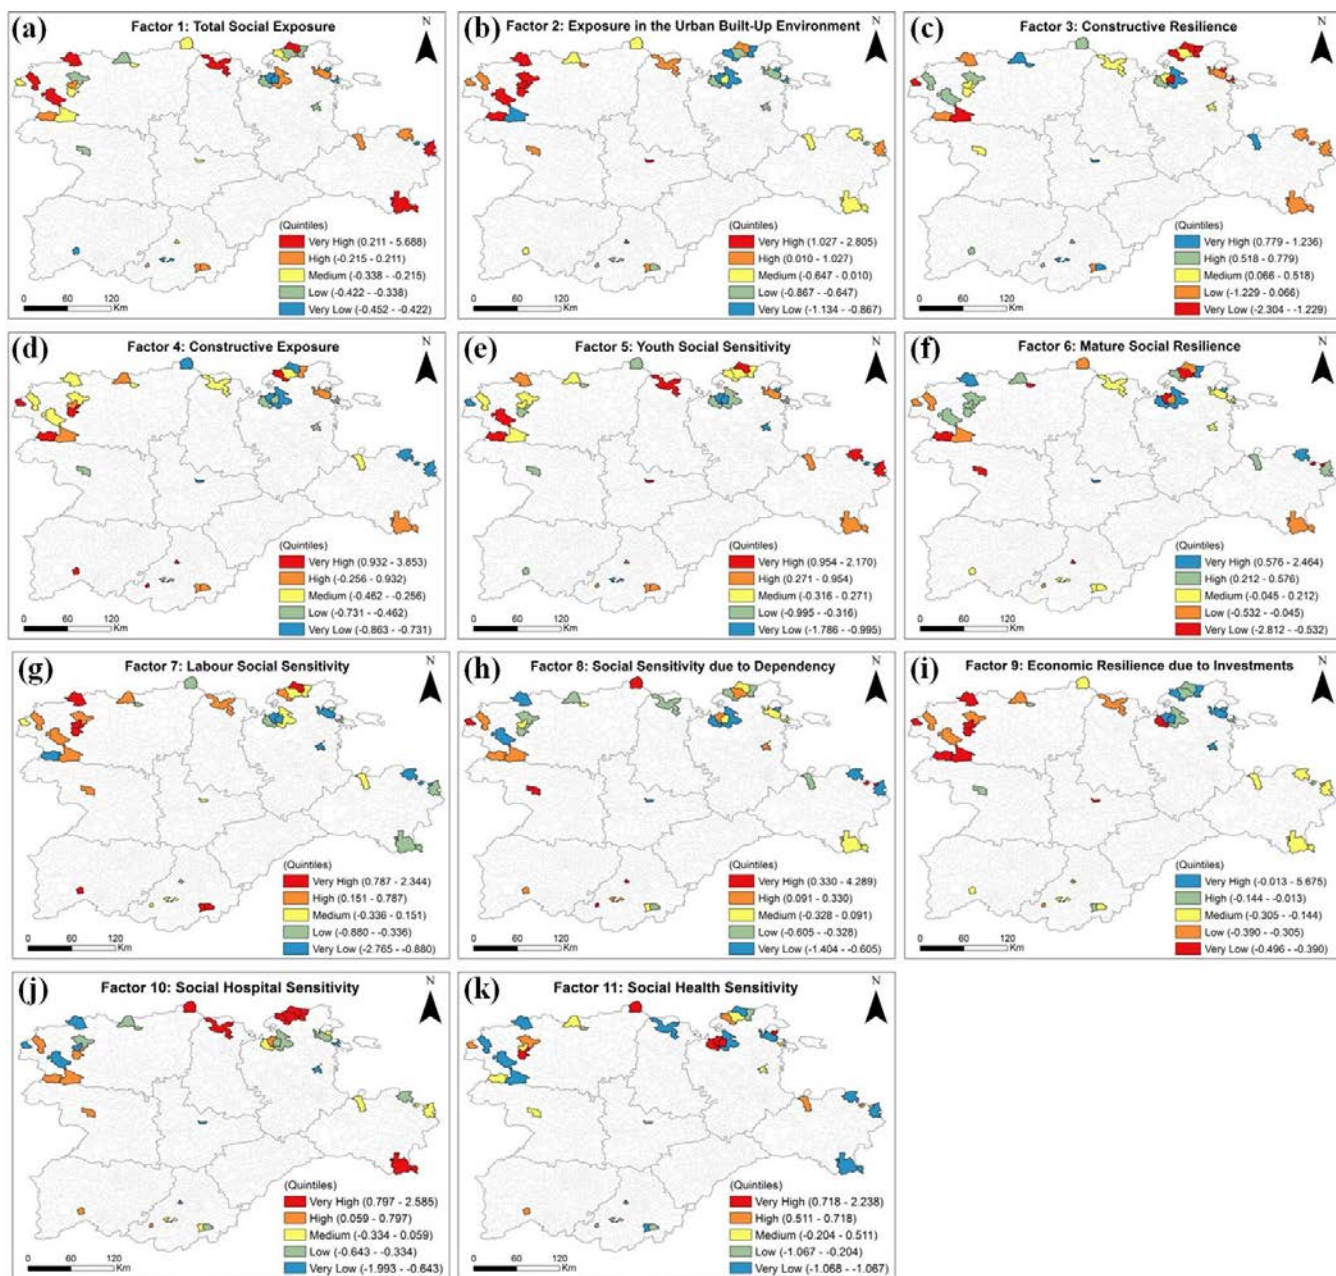 (a)
Factor 1: Total Social Exposure
N
(Quintiles)
Very High (0.211 - 5.688)
High (-0.215 - 0.211)
Medium (-0.338 - -0.215)
Low (-0.422 - -0.338)
Very Low (-0.452 - -0.422)
0 60 120
Km
(b)
Factor 2: Exposure in the Urban Built-Up Environment
N
(Quintiles)
Very High (1.027 - 2.805)
High (0.010 - 1.027)
Medium (-0.647 - 0.010)
Low (-0.867 - -0.647)
Very Low (-1.134 - -0.867)
0 60 120
Km
(c)
Factor 3: Constructive Resilience
N
(Quintiles)
Very High (0.779 - 1.236)
High (0.518 - 0.779)
Medium (0.066 - 0.518)
Low (-1.229 - 0.066)
Very Low (-2.304 - -1.229)
0 60 120
Km
(d)
Factor 4: Constructive Exposure
N
(Quintiles)
Very High (0.932 - 3.853)
High (-0.256 - 0.932)
Medium (-0.462 - -0.256)
Low (-0.731 - -0.462)
Very Low (-0.863 - -0.731)
0 60 120
Km
(e)
Factor 5: Youth Social Sensitivity
N
(Quintiles)
Very High (0.954 - 2.170)
High (0.271 - 0.954)
Medium (-0.316 - 0.271)
Low (-0.995 - -0.316)
Very Low (-1.786 - -0.995)
0 60 120
Km
(f)
Factor 6: Mature Social Resilience
N
(Quintiles)
Very High (0.576 - 2.464)
High (0.212 - 0.576)
Medium (-0.045 - 0.212)
Low (-0.532 - -0.045)
Very Low (-2.812 - -0.532)
0 60 120
Km
(g)
Factor 7: Labour Social Sensitivity
N
(Quintiles)
Very High (0.787 - 2.344)
High (0.151 - 0.787)
Medium (-0.336 - 0.151)
Low (-0.880 - -0.336)
Very Low (-2.765 - -0.880)
0 60 120
Km
(h)
Factor 8: Social Sensitivity due to Dependency
N
(Quintiles)
Very High (0.330 - 4.289)
High (0.091 - 0.330)
Medium (-0.328 - 0.091)
Low (-0.605 - -0.328)
Very Low (-1.404 - -0.605)
0 60 120
Km
(i)
Factor 9: Economic Resilience due to Investments
N
(Quintiles)
Very High (-0.013 - 5.675)
High (-0.144 - -0.013)
Medium (-0.305 - -0.144)
Low (-0.390 - -0.305)
Very Low (-0.496 - -0.390)
0 60 120
Km
(j)
Factor 10: Social Hospital Sensitivity
N
(Quintiles)
Very High (0.797 - 2.585)
High (0.059 - 0.797)
Medium (-0.334 - 0.059)
Low (-0.643 - -0.334)
Very Low (-1.993 - -0.643)
0 60 120
Km
(k)
Factor 11: Social Health Sensitivity
N
(Quintiles)
Very High (0.718 - 2.238)
High (0.511 - 0.718)
Medium (-0.204 - 0.511)
Low (-1.067 - -0.204)
Very Low (-1.068 - -1.067)
0 60 120
Km